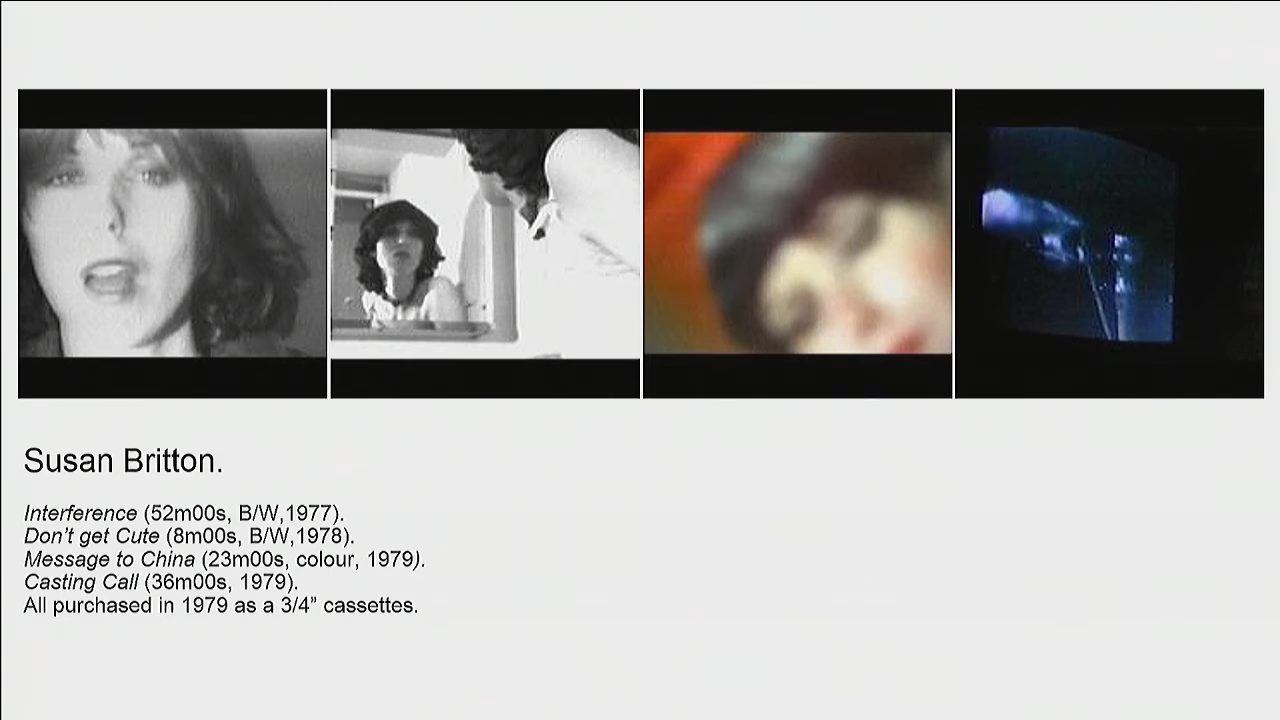 Susan Britton.
Interference (52m00s, B/W,1977).
Don’t get Cute (8m00s, B/W,1978).
Message to China (23m00s, colour, 1979).
Casting Call (36m00s, 1979).
All purchased in 1979 as a 3/4” cassettes.